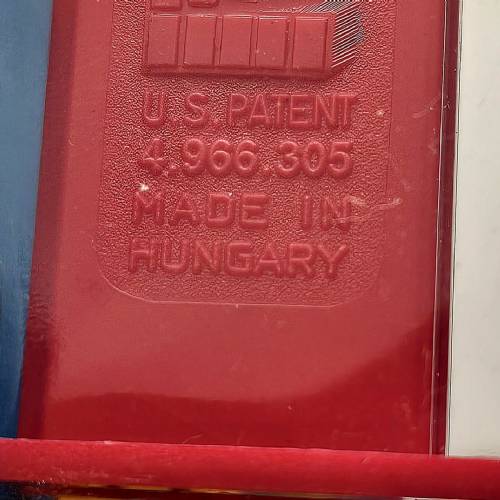 U.S. PATENT
4.966.305
MADE IN
HUNGARY